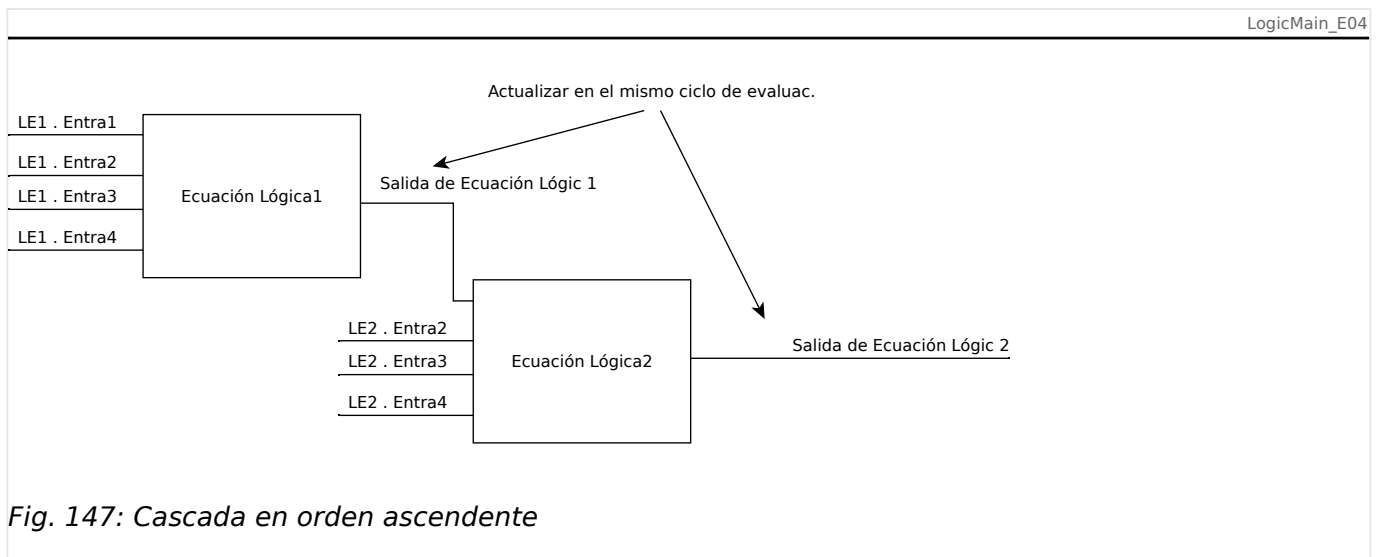 LogicMain_E04
Actualizar en el mismo ciclo de evaluac.
LE1 . Entra1
LE1 . Entra2
LE1 . Entra3
LE1 . Entra4
Ecuación Lógica1
Salida de Ecuación Lógic 1
LE2 . Entra2
LE2 . Entra3
LE2 . Entra4
Ecuación Lógica2
Salida de Ecuación Lógic 2
Fig. 147: Cascada en orden ascendente